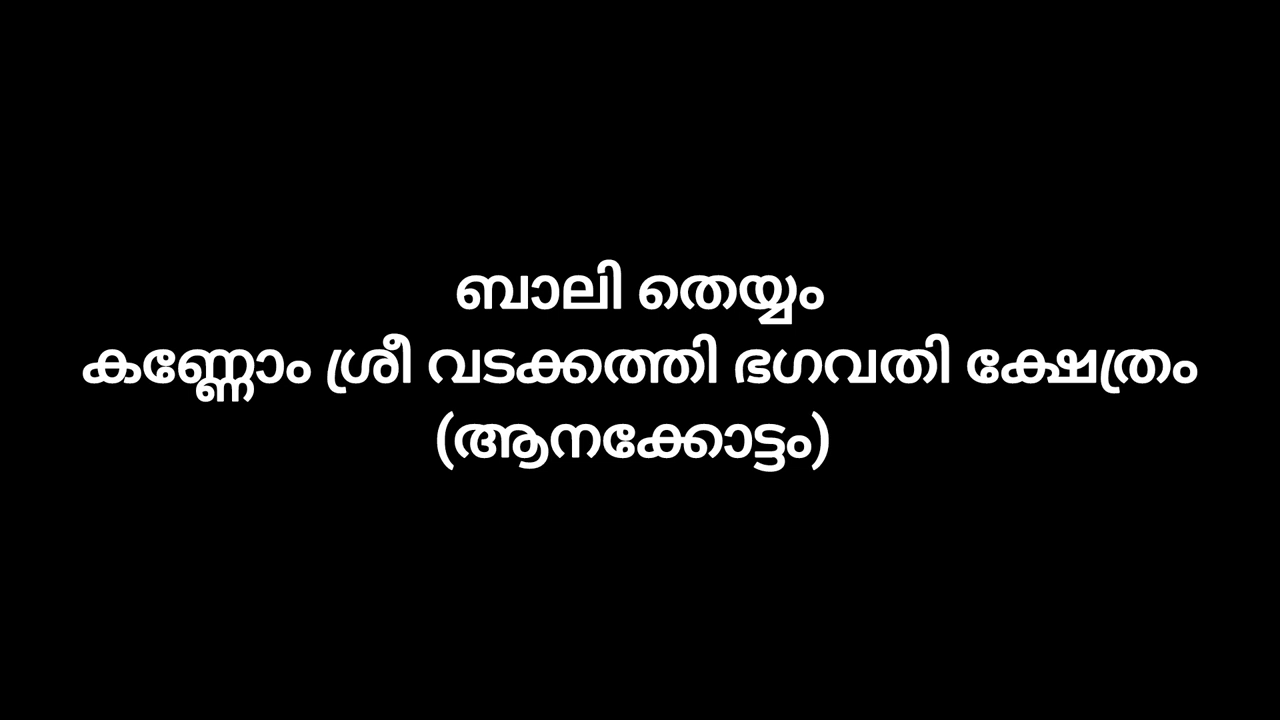 ബാലി തെയ്യം
കണ്ണോം ശ്രീ വടക്കത്തി ഭഗവതി ക്ഷേത്രം
(ആനക്കോട്ടം)